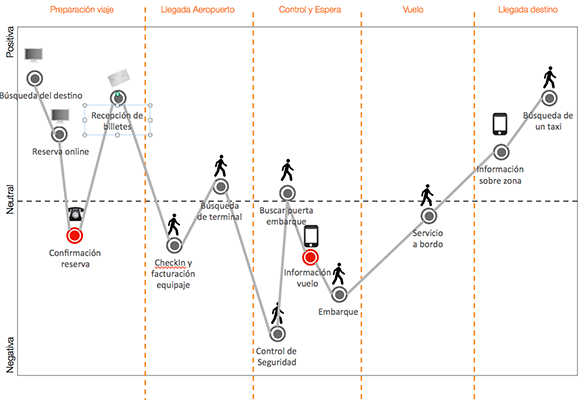 Preparación viaje
Llegada Aeropuerto
Control y Espera
Vuelo
Llegada destino
Positiva
Neutral
Negativa
Búsqueda del destino
Reserva online
Confirmación
reserva
Recepción de
billetes
CheckIn y
facturación
equipaje
Búsqueda
de terminal
Control de
Seguridad
Buscar puerta
embarque
Información
vuelo
Embarque
Servicio
a bordo
Información
sobre zona
Búsqueda de
un taxi